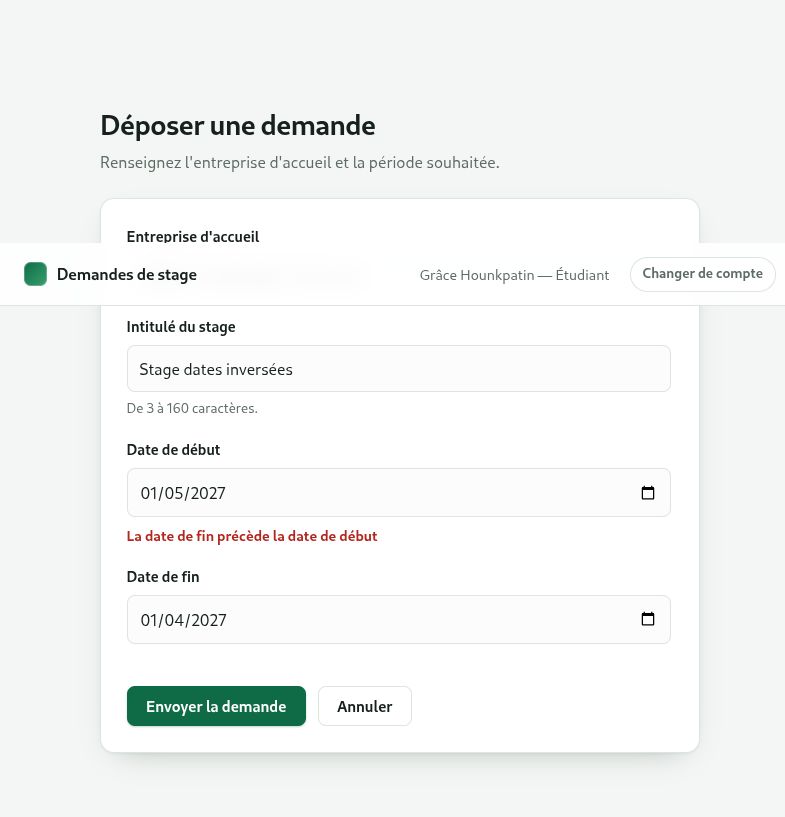 Déposer une demande
Renseignez l'entreprise d'accueil et la période souhaitée.
Entreprise d'accueil
Demandes de stage
Grâce Hounkpatin — Étudiant
Changer de compte
Intitulé du stage
Stage dates inversées
De 3 à 160 caractères.
Date de début
01/05/2027
La date de fin précède la date de début
Date de fin
01/04/2027
Envoyer la demande
Annuler